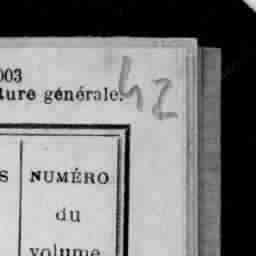 003
ture générale.
42
S NUMÉRO
du
volume